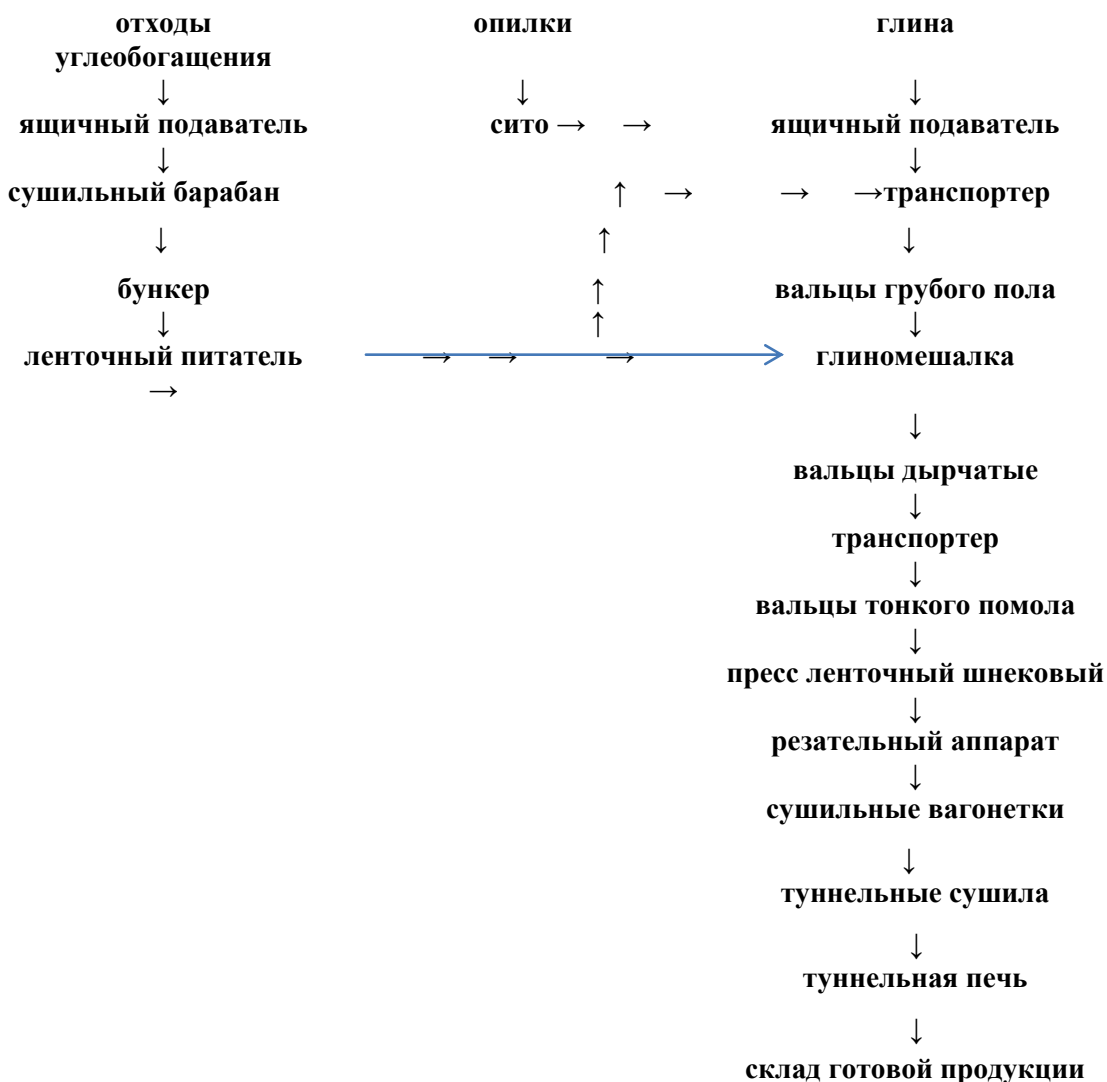 отходы опилки глина
углеобогащения
↓ ↓ ↓
ящичный подаватель сито → → ящичный подаватель
↓ ↓
сушильный барабан ↑ → → →транспортер
↓ ↑ ↓
бункер ↑ вальцы грубого пола
↓ ↑ ↓
ленточный питатель → → → глиномешалка
→
↓
вальцы дырчатые
↓
транспортер
↓
вальцы тонкого помола
↓
пресс ленточный шнековый
↓
резательный аппарат
↓
сушильные вагонетки
↓
туннельные сушила
↓
туннельная печь
↓
склад готовой продукции